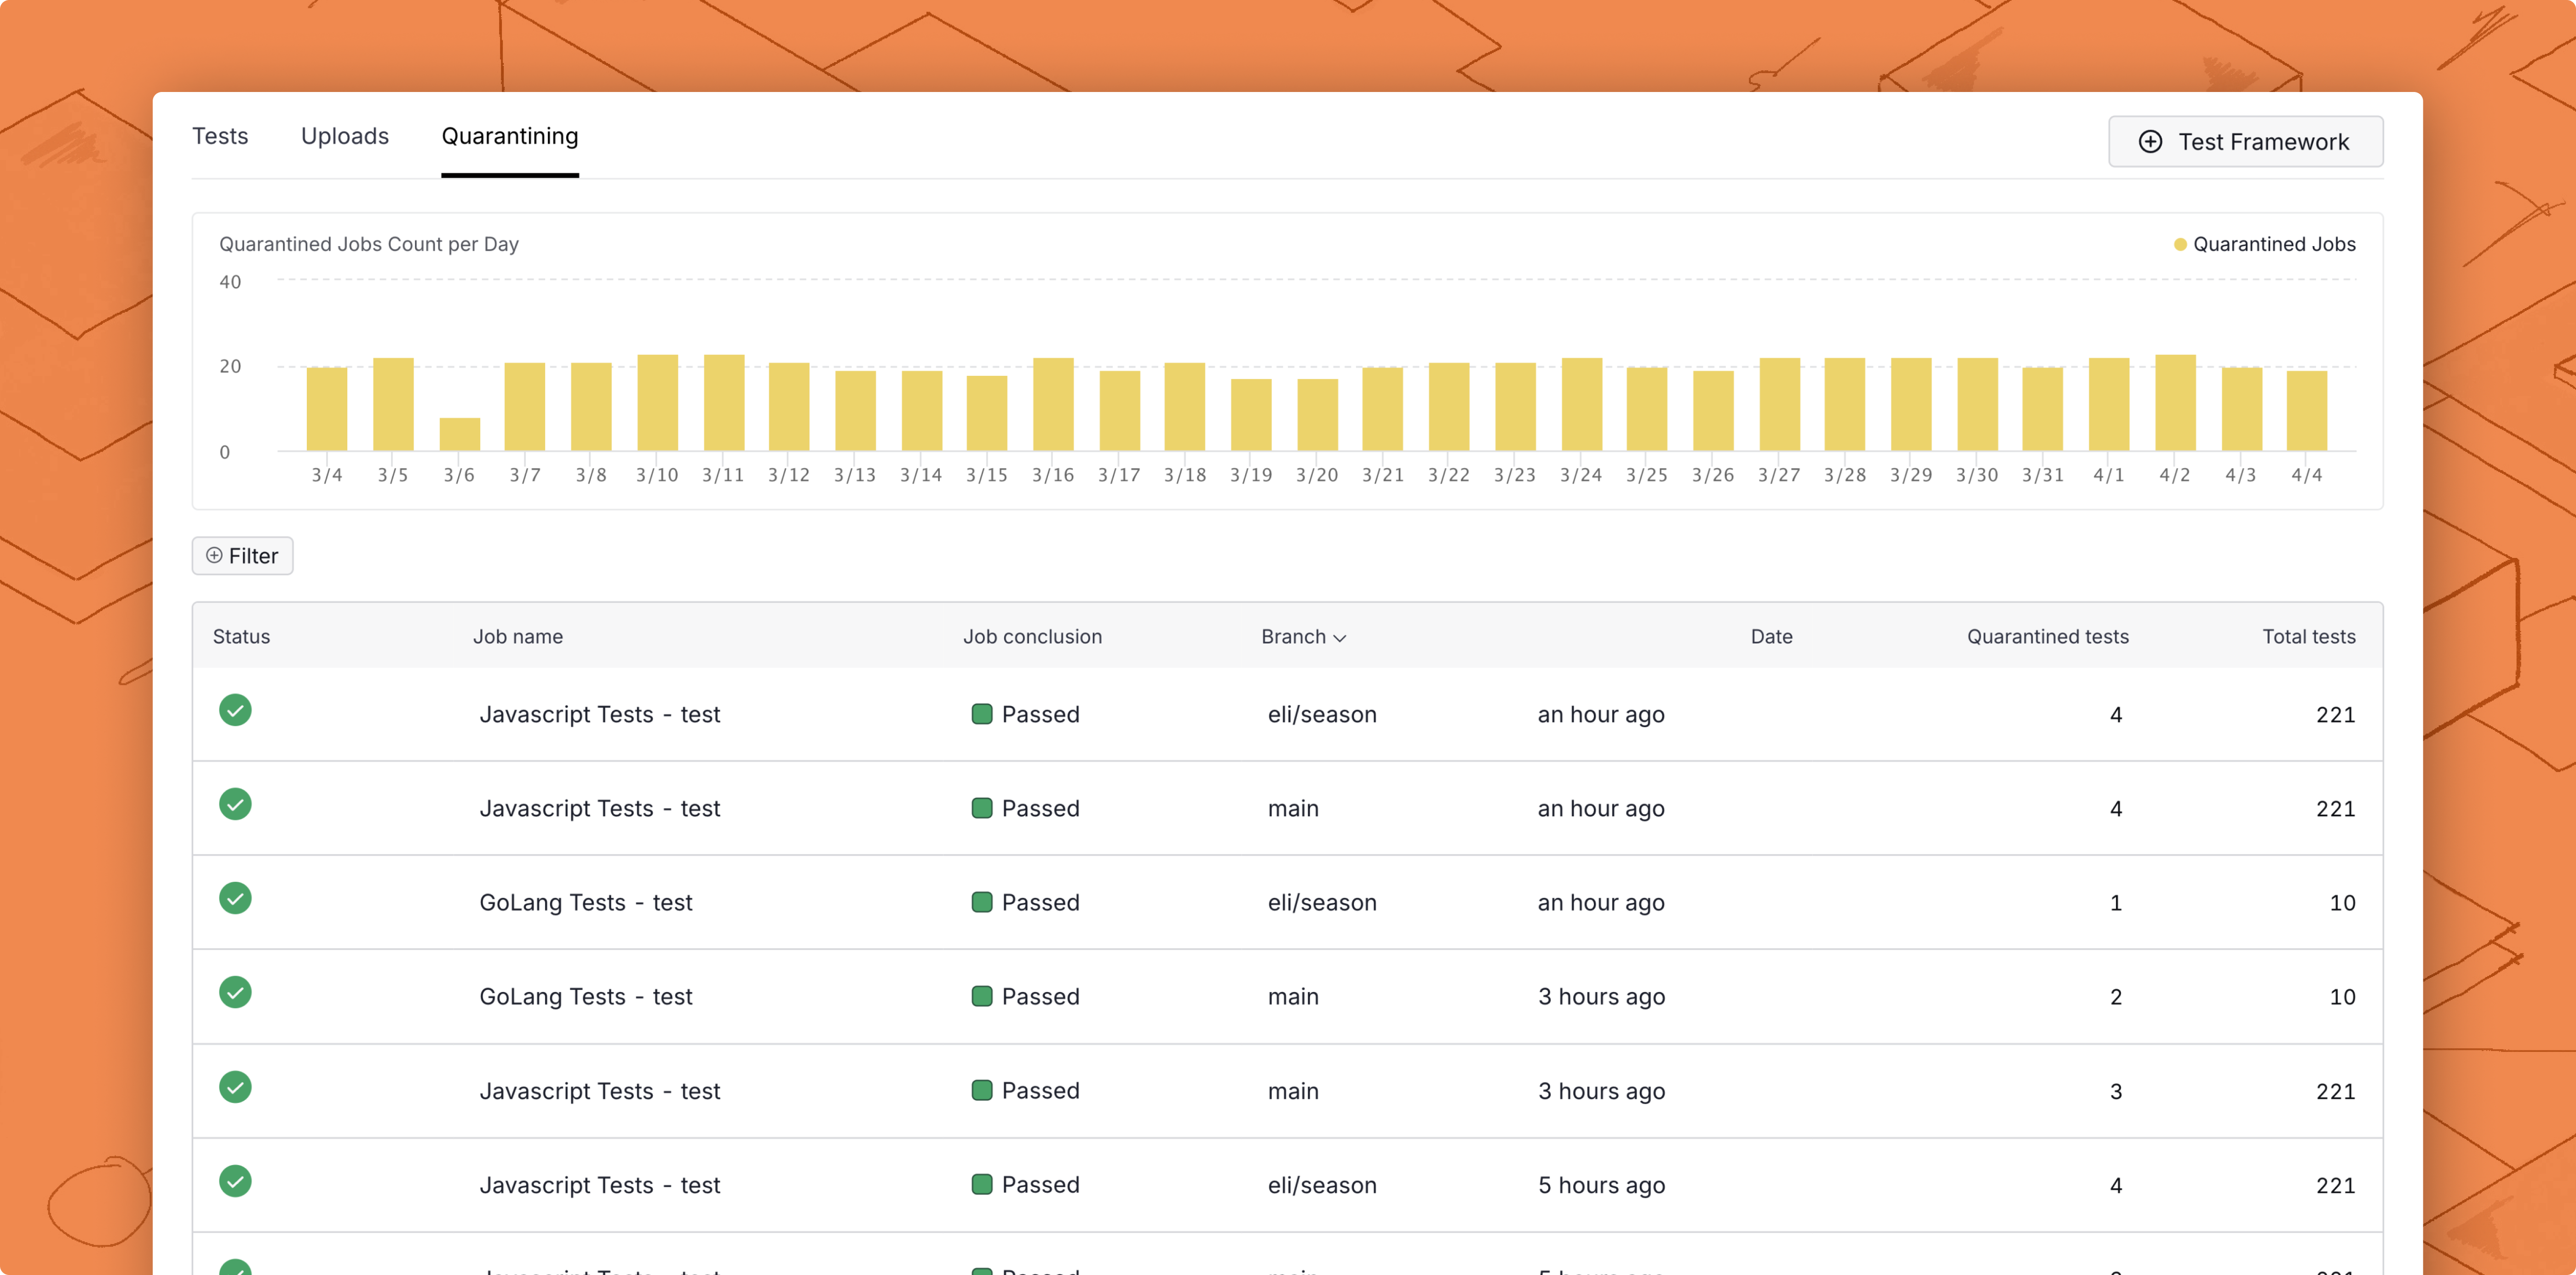 Tests Uploads Quarantining Test Framework
Quarantined Jobs Count per Day Quarantined Jobs
40
20
0
3/4 3/5 3/6 3/7 3/8 3/10 3/11 3/12 3/13 3/14 3/15 3/16 3/17 3/18 3/19 3/20 3/21 3/22 3/23 3/24 3/25 3/26 3/27 3/28 3/29 3/30 3/31 4/1 4/2 4/3 4/4
Filter
Status Job name Job conclusion Branch Date Quarantined tests Total tests
Javascript Tests - test Passed eli/season an hour ago 4 221
Javascript Tests - test Passed main an hour ago 4 221
GoLang Tests - test Passed eli/season an hour ago 1 10
GoLang Tests - test Passed main 3 hours ago 2 10
Javascript Tests - test Passed main 3 hours ago 3 221
Javascript Tests - test Passed eli/season 5 hours ago 4 221